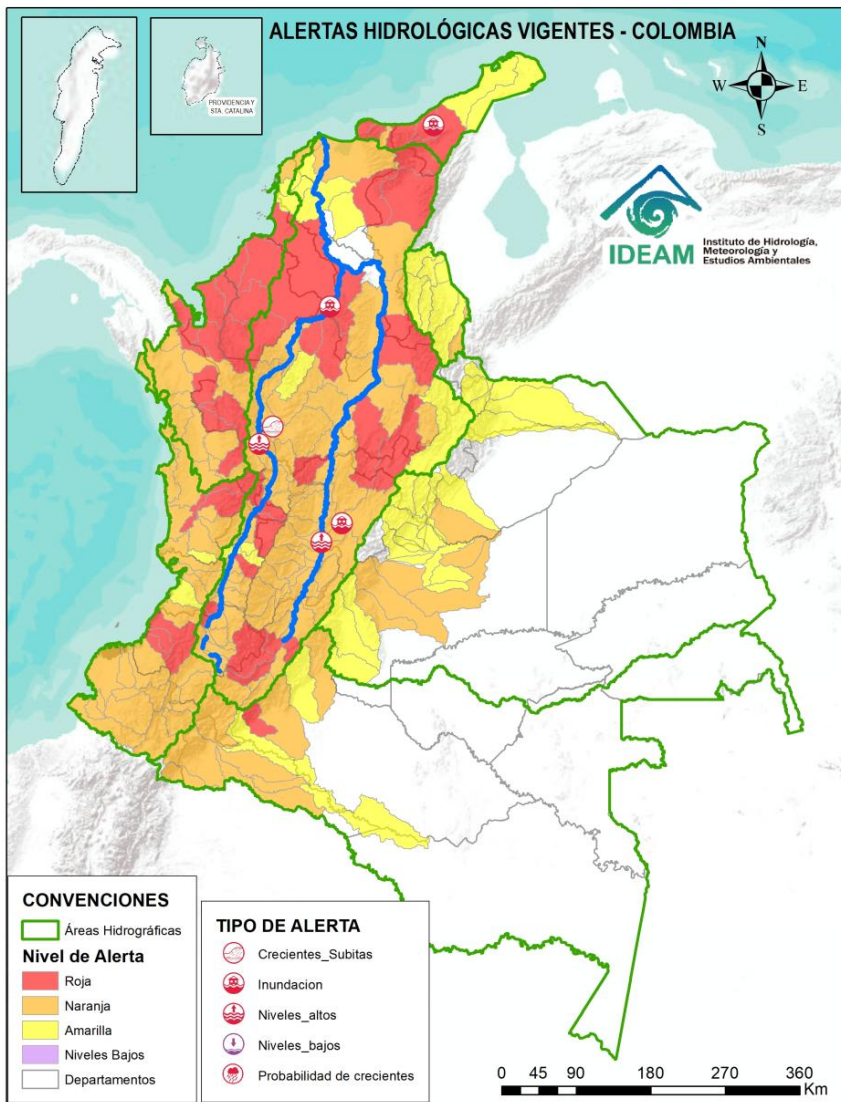 ALERTAS HIDROLÓGICAS VIGENTES - COLOMBIA
PROVIDENCIA Y
STA. CATALINA
N
W
E
S
IDEAM
Instituto de Hidrología,
Meteorología y
Estudios Ambientales
CONVENCIONES
Áreas Hidrográficas
Nivel de Alerta
Roja
Naranja
Amarilla
Niveles Bajos
Departamentos
TIPO DE ALERTA
Crecientes_Subitas
Inundacion
Niveles_altos
Niveles_bajos
Probabilidad de crecientes
0 45 90 180 270 360
Km